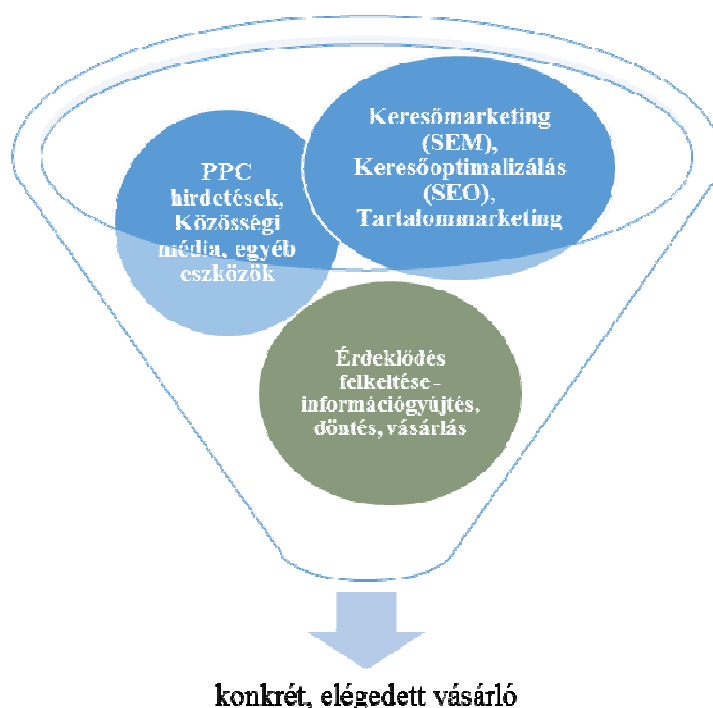 PPC
hirdetések,
Közösségi
média, egyéb
eszközök
Keresőmarketing
(SEM),
Keresőoptimalizálás
(SEO),
Tartalommarketing
Érdeklődés
felkeltése-
információgyűjtés,
döntés, vásárlás
konkrét, elégedett vásárló